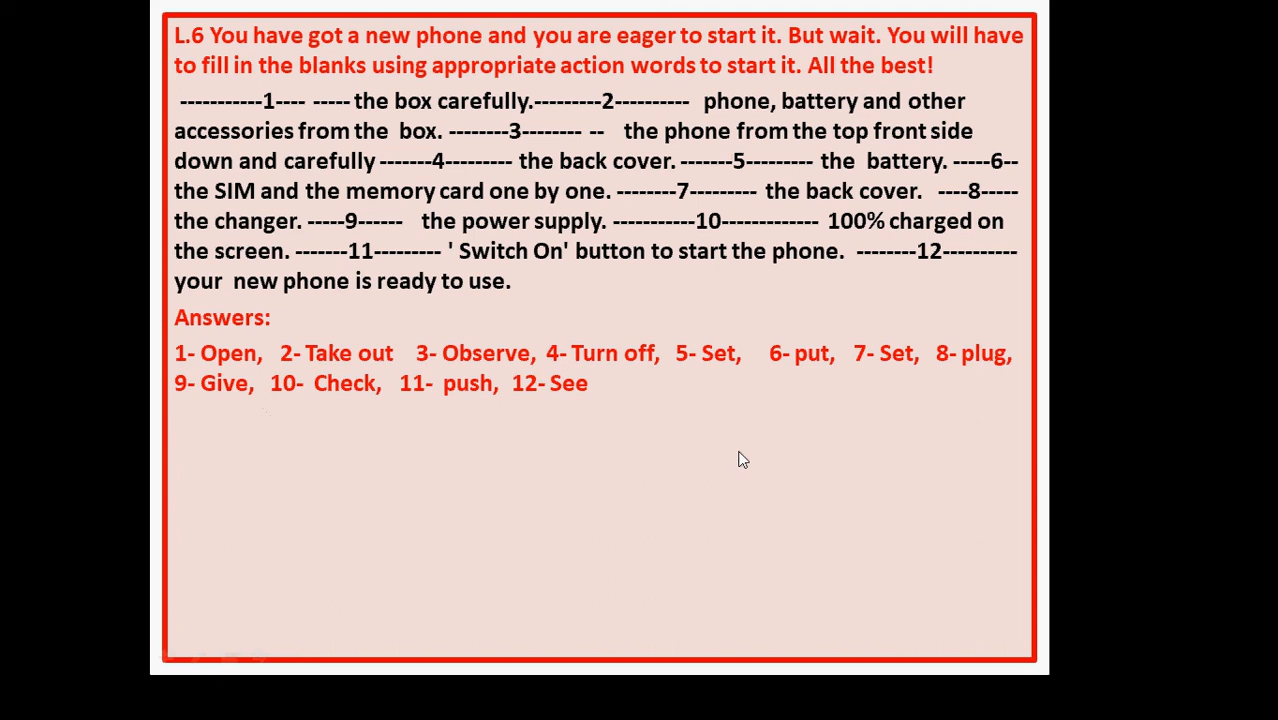 L.6 You have got a new phone and you are eager to start it. But wait. You will have
to fill in the blanks using appropriate action words to start it. All the best!
-----------1---- ----- the box carefully.---------2---------- phone, battery and other
accessories from the box. --------3-------- -- the phone from the top front side
down and carefully -------4--------- the back cover. -------5--------- the battery. -----6--
the SIM and the memory card one by one. --------7--------- the back cover. ----8-----
the changer. -----9------ the power supply. -----------10------------- 100% charged on
the screen. -------11--------- ' Switch On' button to start the phone. --------12----------
your new phone is ready to use.
Answers:
1- Open, 2- Take out 3- Observe, 4- Turn off, 5- Set, 6- put, 7- Set, 8- plug,
9- Give, 10- Check, 11- push, 12- See